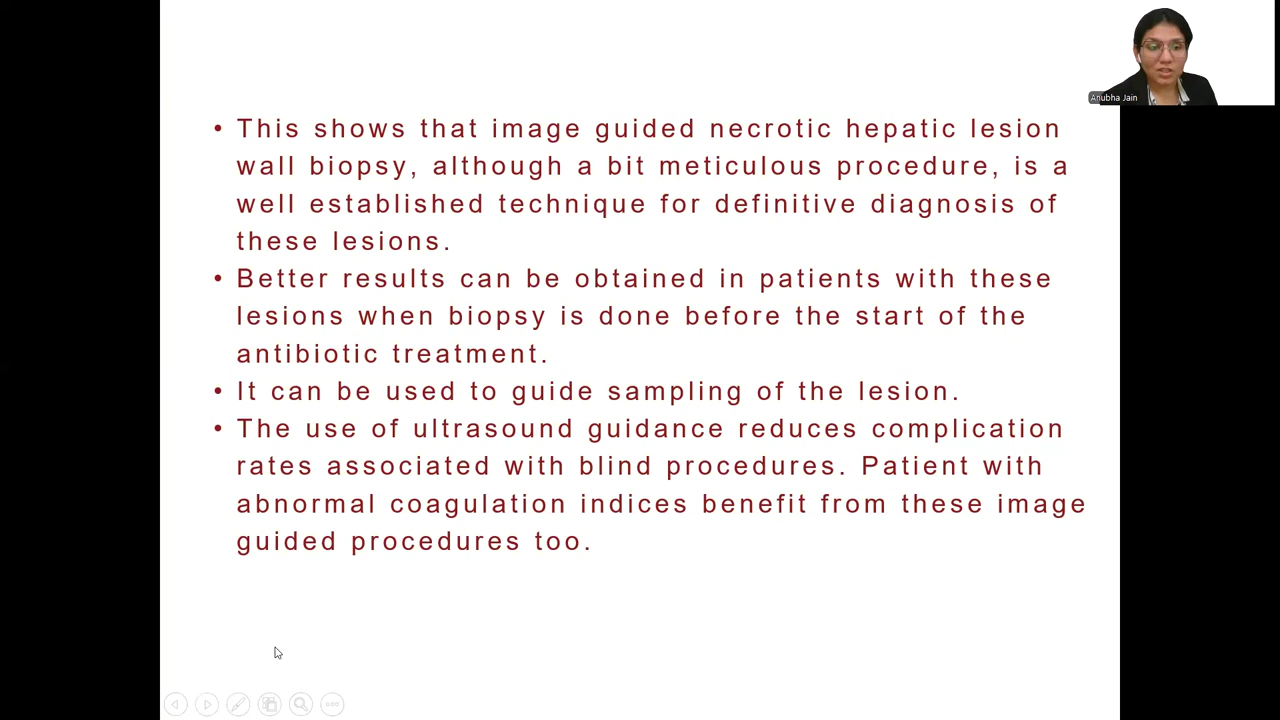 Anubha Jain
• This shows that image guided necrotic hepatic lesion
wall biopsy, although a bit meticulous procedure, is a
well established technique for definitive diagnosis of
these lesions.
• Better results can be obtained in patients with these
lesions when biopsy is done before the start of the
antibiotic treatment.
• It can be used to guide sampling of the lesion.
• The use of ultrasound guidance reduces complication
rates associated with blind procedures. Patient with
abnormal coagulation indices benefit from these image
guided procedures too.